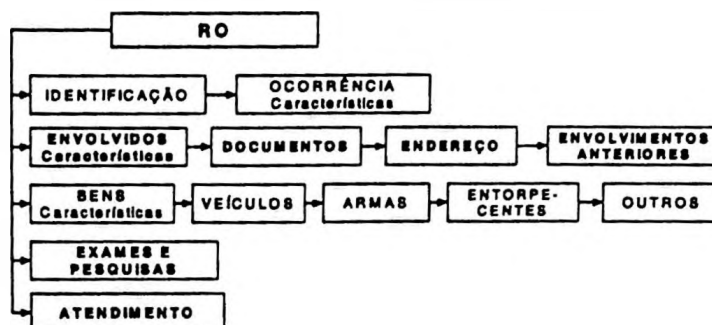 RO
IDENTIFICAÇÃO
OCORRÊNCIA
Características
ENVOLVIDOS
Características
DOCUMENTOS
ENDEREÇO
ENVOLVIMENTOS
ANTERIORES
BENS
Características
VEÍCULOS
ARMAS
ENTORPE-
CENTES
OUTROS
EXAMES E
PESQUISAS
ATENDIMENTO